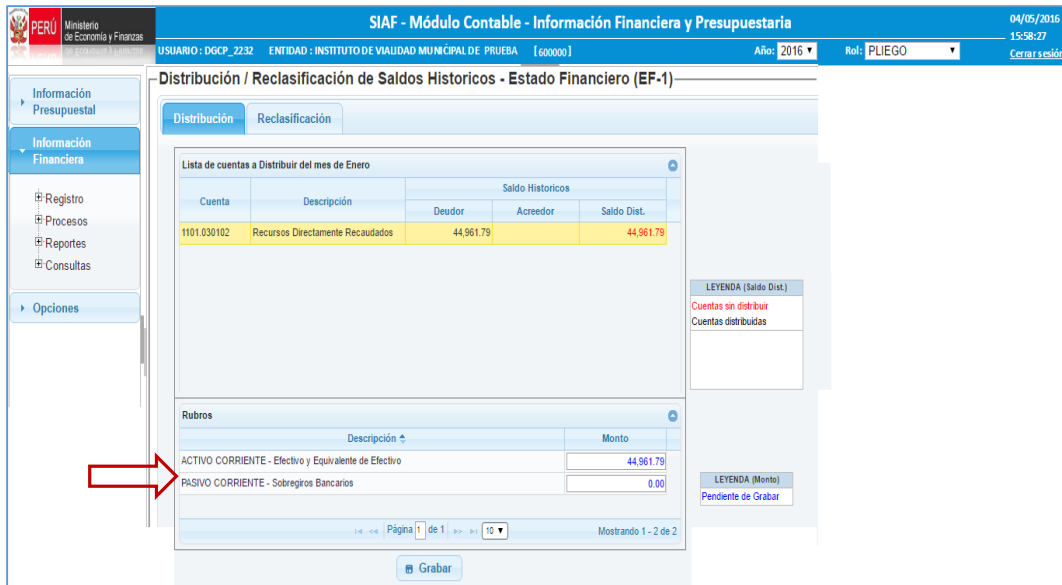 PERÚ Ministerio de Economía y Finanzas
SIAF - Módulo Contable - Información Financiera y Presupuestaria
04/05/2016
15:58:27
USUARIO : DGCP_2232 ENTIDAD : INSTITUTO DE VIALIDAD MUNCIPAL DE PRUEBA [600000] Año: 2016 Rol: PLIEGO Cerrar sesión
Información Presupuestal
Información Financiera
Registro
Procesos
Reportes
Consultas
Opciones
Distribución / Reclasificación de Saldos Historicos - Estado Financiero (EF-1)
Distribución Reclasificación
Lista de cuentas a Distribuir del mes de Enero
Cuenta Descripción Saldo Historicos
Deudor Acreedor Saldo Dist.
1101.030102 Recursos Directamente Recaudados 44,961.79 44,961.79
LEYENDA (Saldo Dist.)
Cuentas sin distribuir
Cuentas distribuidas
Rubros
Descripción Monto
ACTIVO CORRIENTE - Efectivo y Equivalente de Efectivo 44,961.79
PASIVO CORRIENTE - Sobregiros Bancarios 0.00
LEYENDA (Monto)
Pendiente de Grabar
Página 1 de 1 10 Mostrando 1 - 2 de 2
Grabar